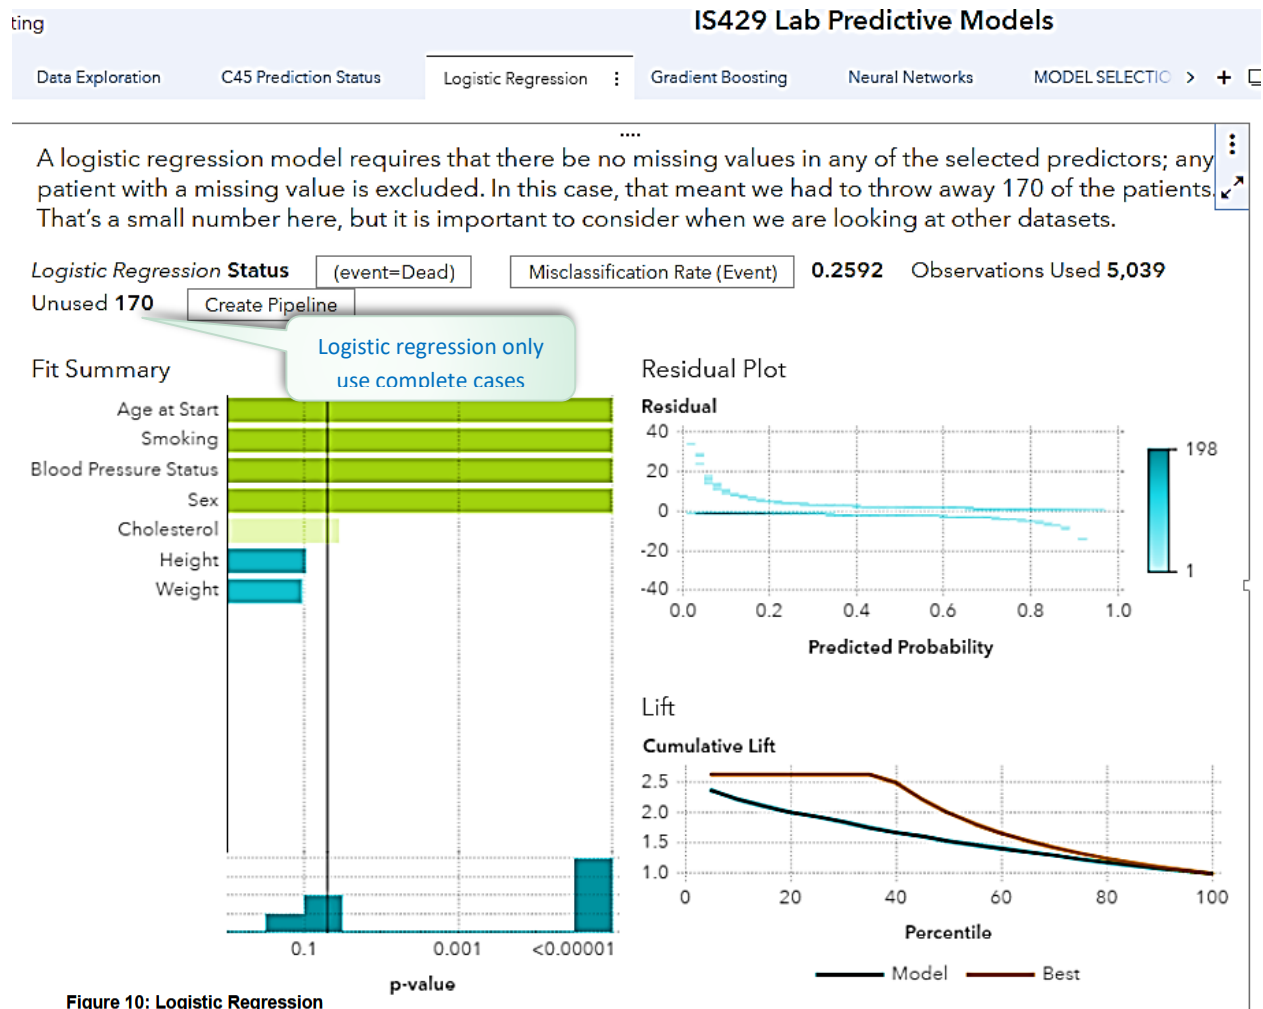 ting
IS429 Lab Predictive Models
Data Exploration
C45 Prediction Status
Logistic Regression
Gradient Boosting
Neural Networks
MODEL SELECTIO
A logistic regression model requires that there be no missing values in any of the selected predictors; any
patient with a missing value is excluded. In this case, that meant we had to throw away 170 of the patients.
That's a small number here, but it is important to consider when we are looking at other datasets.
Logistic Regression Status (event=Dead) Misclassification Rate (Event) 0.2592 Observations Used 5,039
Unused 170 Create Pipeline
Logistic regression only
use complete cases
Fit Summary
Age at Start
Smoking
Blood Pressure Status
Sex
Cholesterol
Height
Weight
0.1 0.001 <0.00001
p-value
Residual Plot
Residual
40
20
0
-20
-40
0.0 0.2 0.4 0.6 0.8 1.0
Predicted Probability
198
1
Lift
Cumulative Lift
2.5
2.0
1.5
1.0
0 20 40 60 80 100
Percentile
Model Best
Figure 10: Logistic Regression